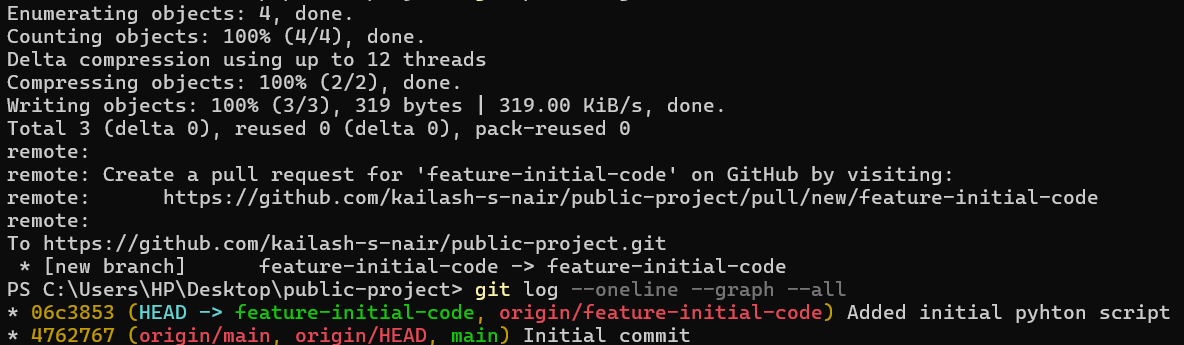 Enumerating objects: 4, done.
Counting objects: 100% (4/4), done.
Delta compression using up to 12 threads
Compressing objects: 100% (2/2), done.
Writing objects: 100% (3/3), 319 bytes | 319.00 KiB/s, done.
Total 3 (delta 0), reused 0 (delta 0), pack-reused 0
remote:
remote: Create a pull request for 'feature-initial-code' on GitHub by visiting:
remote:      https://github.com/kailash-s-nair/public-project/pull/new/feature-initial-code
remote:
To https://github.com/kailash-s-nair/public-project.git
 * [new branch]      feature-initial-code -> feature-initial-code
PS C:\Users\HP\Desktop\public-project> git log --oneline --graph --all
* 06c3853 (HEAD -> feature-initial-code, origin/feature-initial-code) Added initial pyhton script
* 4762767 (origin/main, origin/HEAD, main) Initial commit